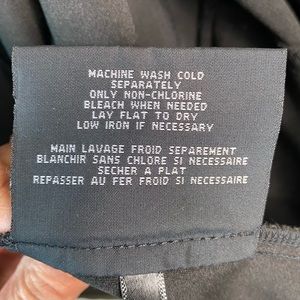 MACHINE WASH COLD
SEPARATELY
ONLY NON-CHLORINE
BLEACH WHEN NEEDED
LAY FLAT TO DRY
LOW IRON IF NECESSARY
MAIN LAVAGE FROID SEPAREMENT
BLANCHIR SANS CHLORE SI NECESSAIRE
SECHER A PLAT
REPASSER AU FER FROID SI NECESSAIRE